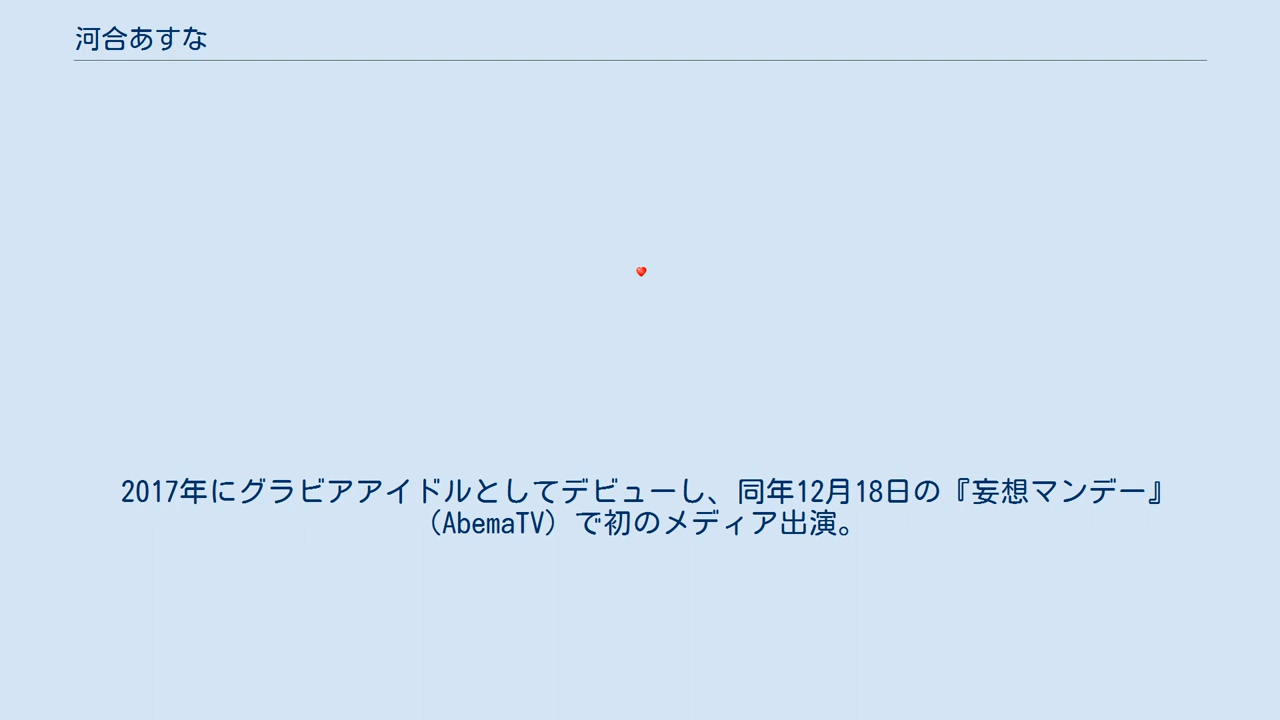 河合あすな
2017年にグラビアアイドルとしてデビューし、同年12月18日の『妄想マンデー』
（AbemaTV）で初のメディア出演。